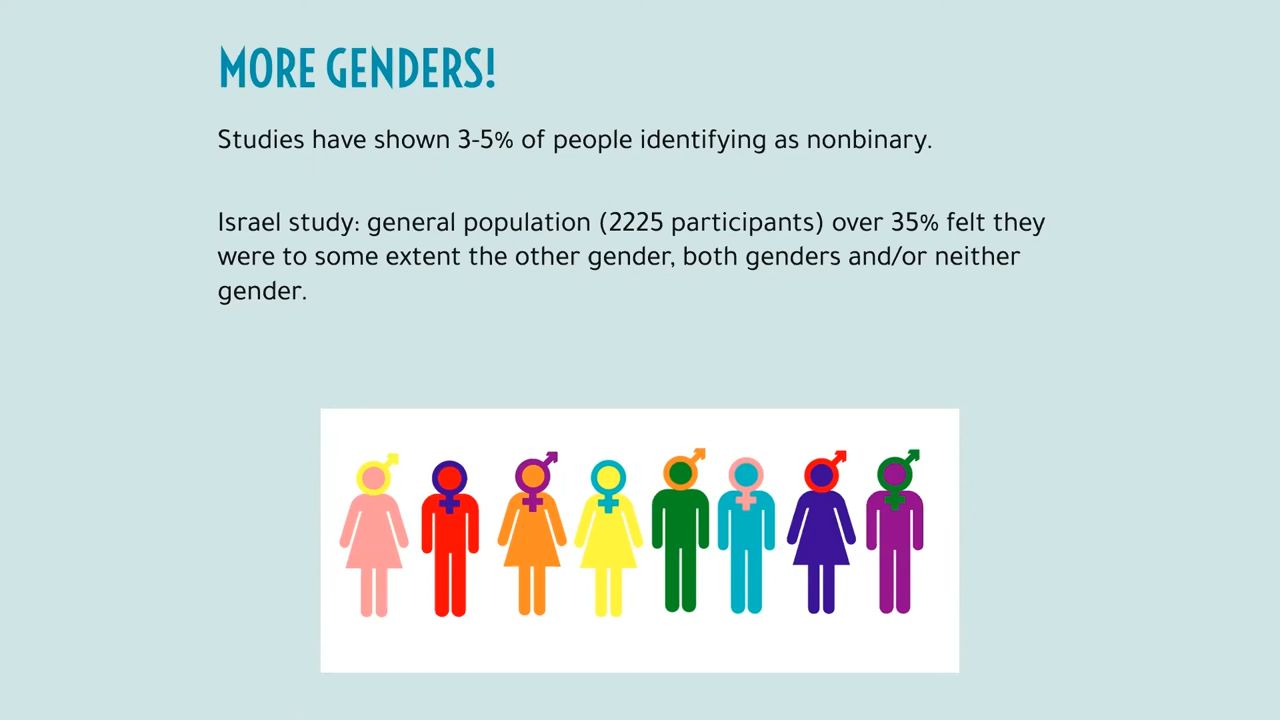 MORE GENDERS!
Studies have shown 3-5% of people identifying as nonbinary.
Israel study: general population (2225 participants) over 35% felt they
were to some extent the other gender, both genders and/or neither
gender.